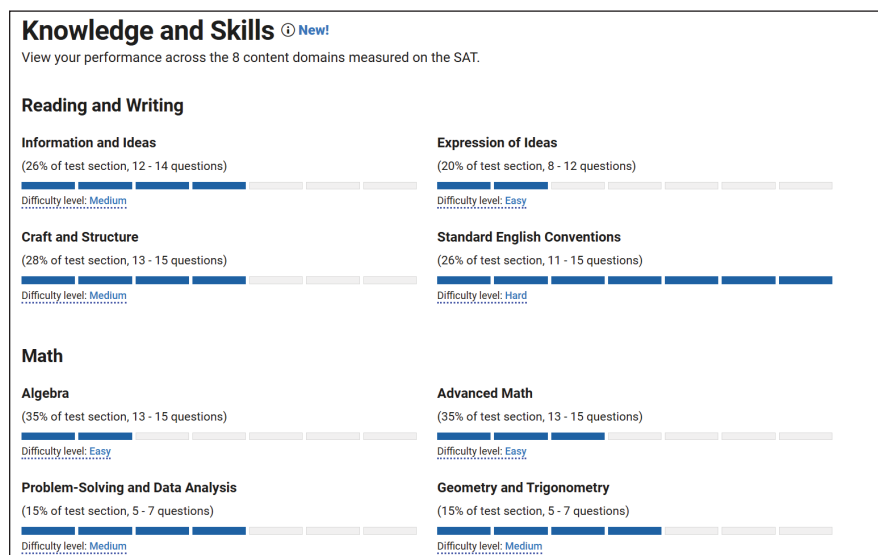 Knowledge and Skills ⓘ New!
View your performance across the 8 content domains measured on the SAT.
Reading and Writing
Information and Ideas
(26% of test section, 12 - 14 questions)
Difficulty level: Medium
Expression of Ideas
(20% of test section, 8 - 12 questions)
Difficulty level: Easy
Craft and Structure
(28% of test section, 13 - 15 questions)
Difficulty level: Medium
Standard English Conventions
(26% of test section, 11 - 15 questions)
Difficulty level: Hard
Math
Algebra
(35% of test section, 13 - 15 questions)
Difficulty level: Easy
Advanced Math
(35% of test section, 13 - 15 questions)
Difficulty level: Easy
Problem-Solving and Data Analysis
(15% of test section, 5 - 7 questions)
Difficulty level: Medium
Geometry and Trigonometry
(15% of test section, 5 - 7 questions)
Difficulty level: Medium